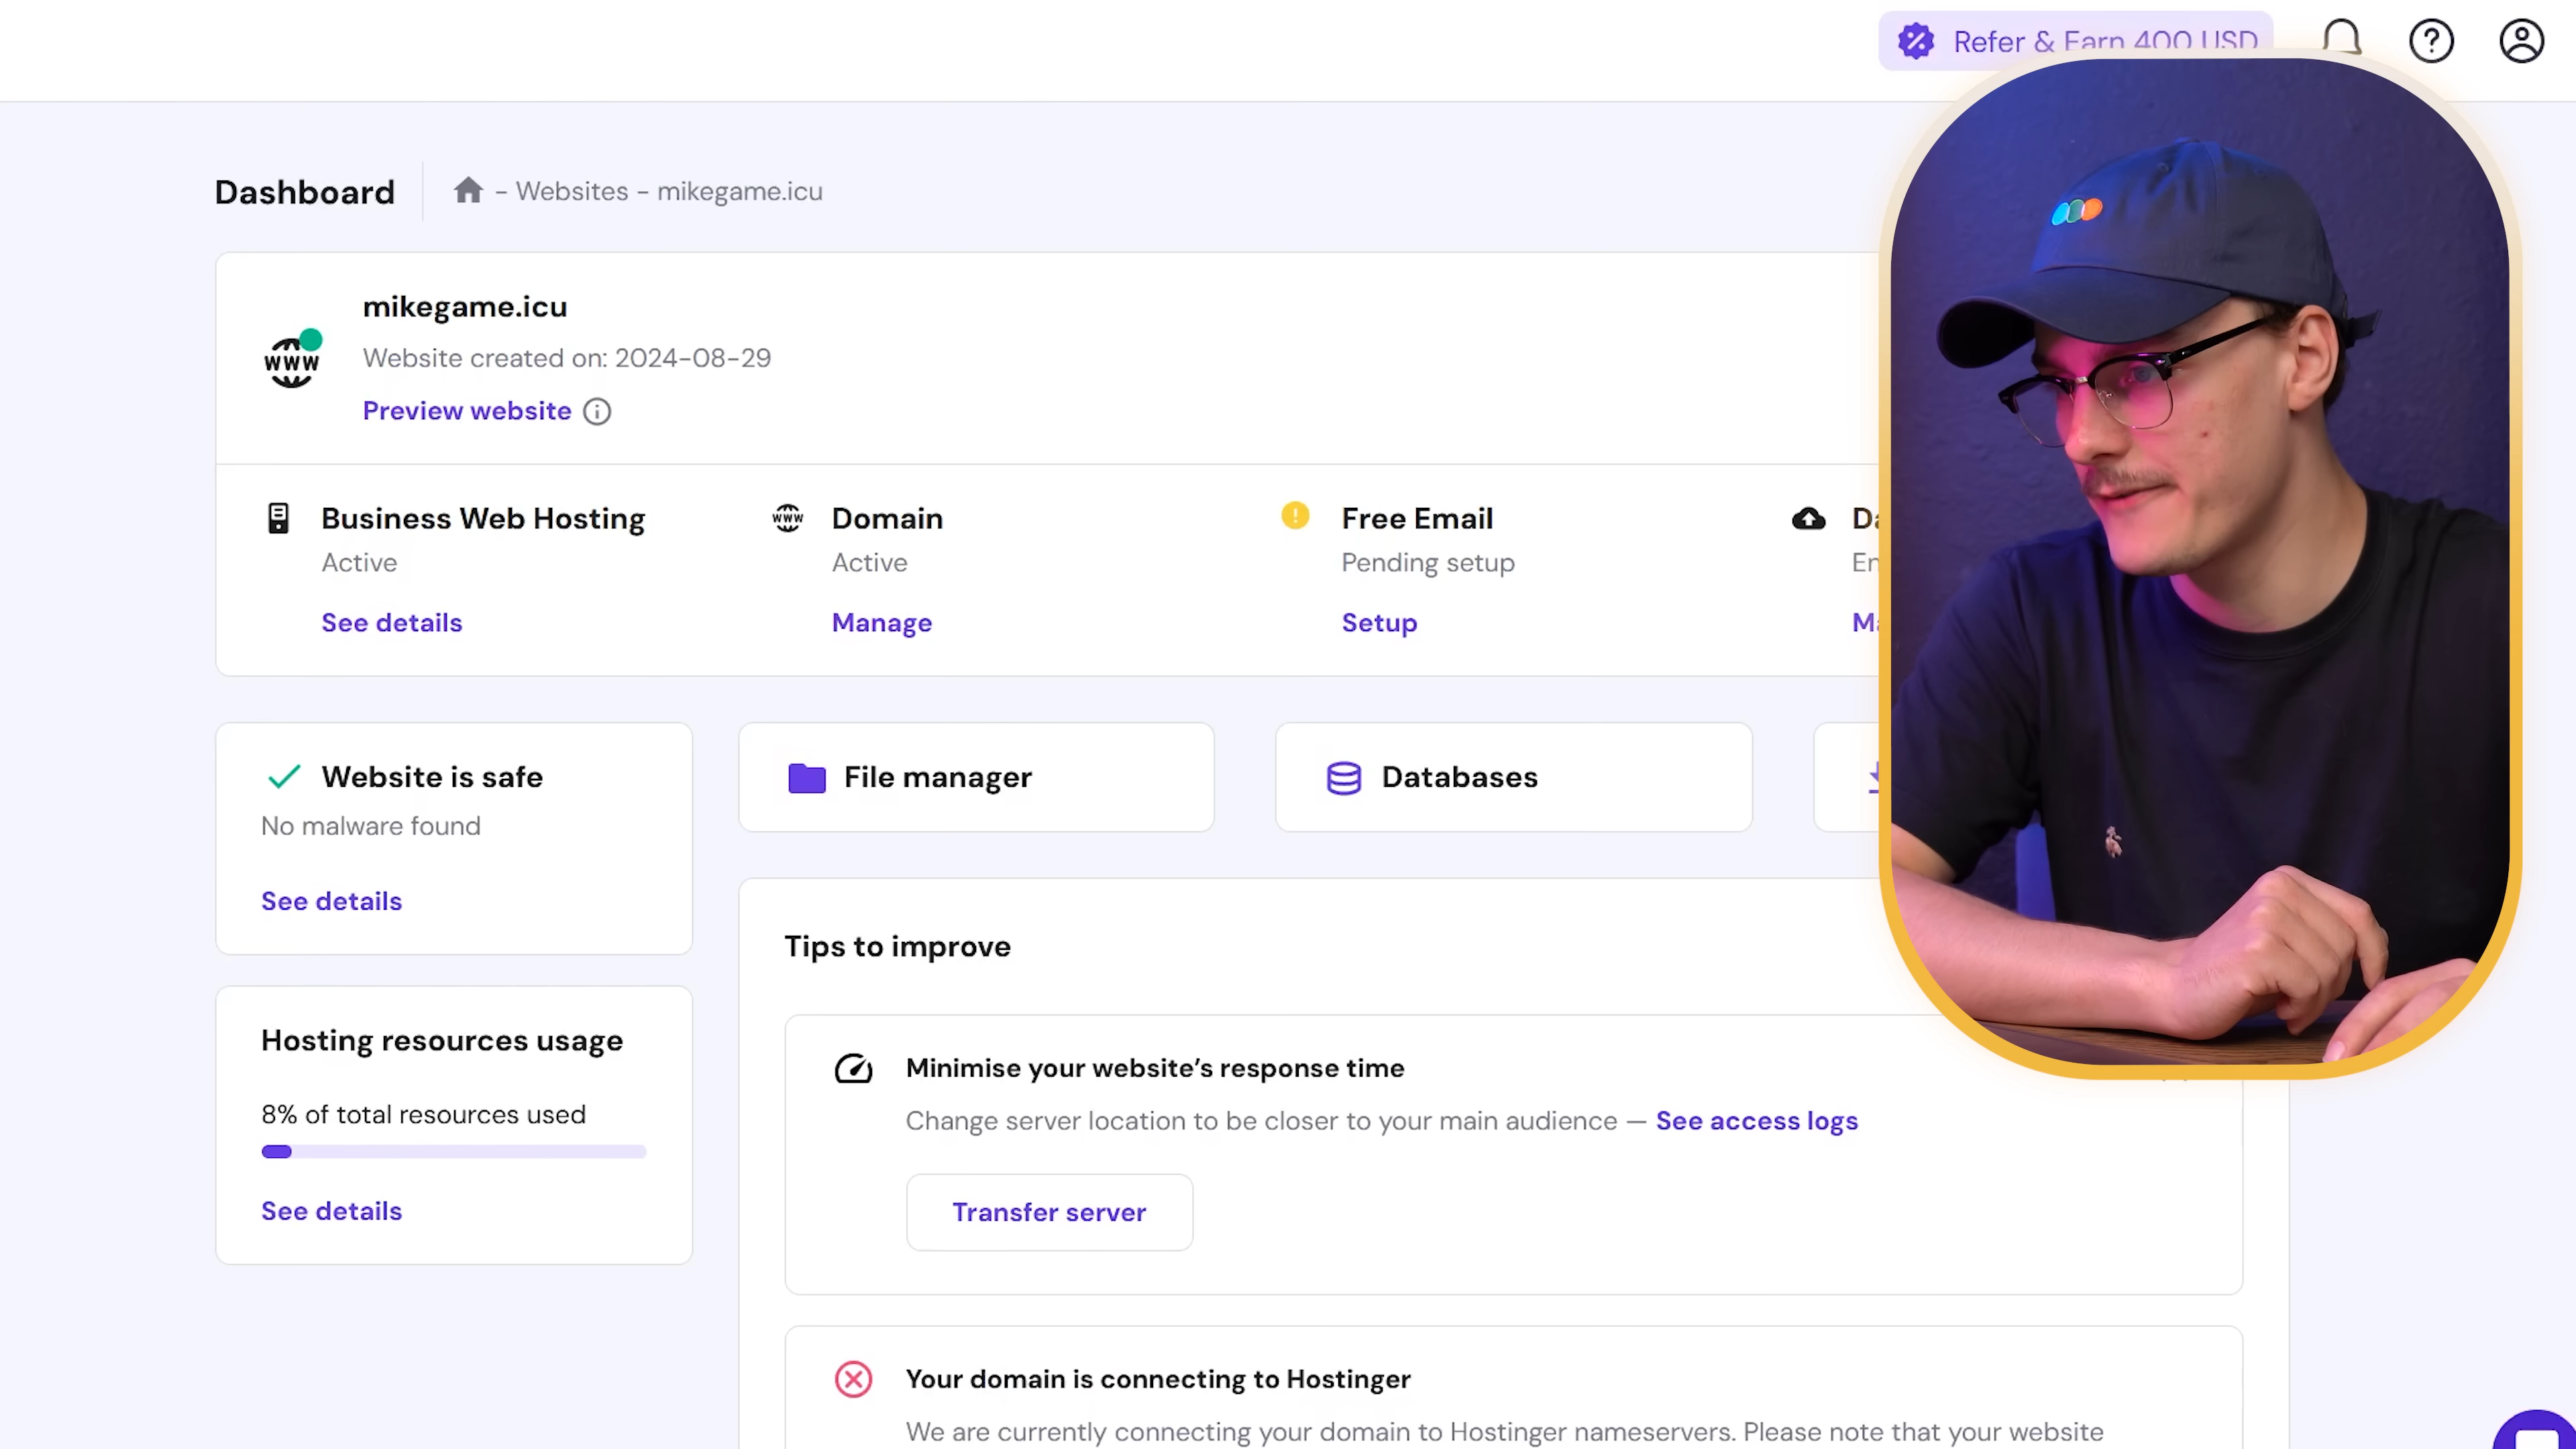 Refer & Earn 400 USD
Dashboard
- Websites - mikegame.icu
mikegame.icu
www
Website created on: 2024-08-29
Preview website
Business Web Hosting
www
Domain
Free Email
Active
Active
Pending setup
See details
Manage
Setup
Website is safe
No malware found
See details
File manager
Databases
Hosting resources usage
8% of total resources used
See details
Tips to improve
Minimise your website's response time
Change server location to be closer to your main audience — See access logs
Transfer server
Your domain is connecting to Hostinger
We are currently connecting your domain to Hostinger nameservers. Please note that your website